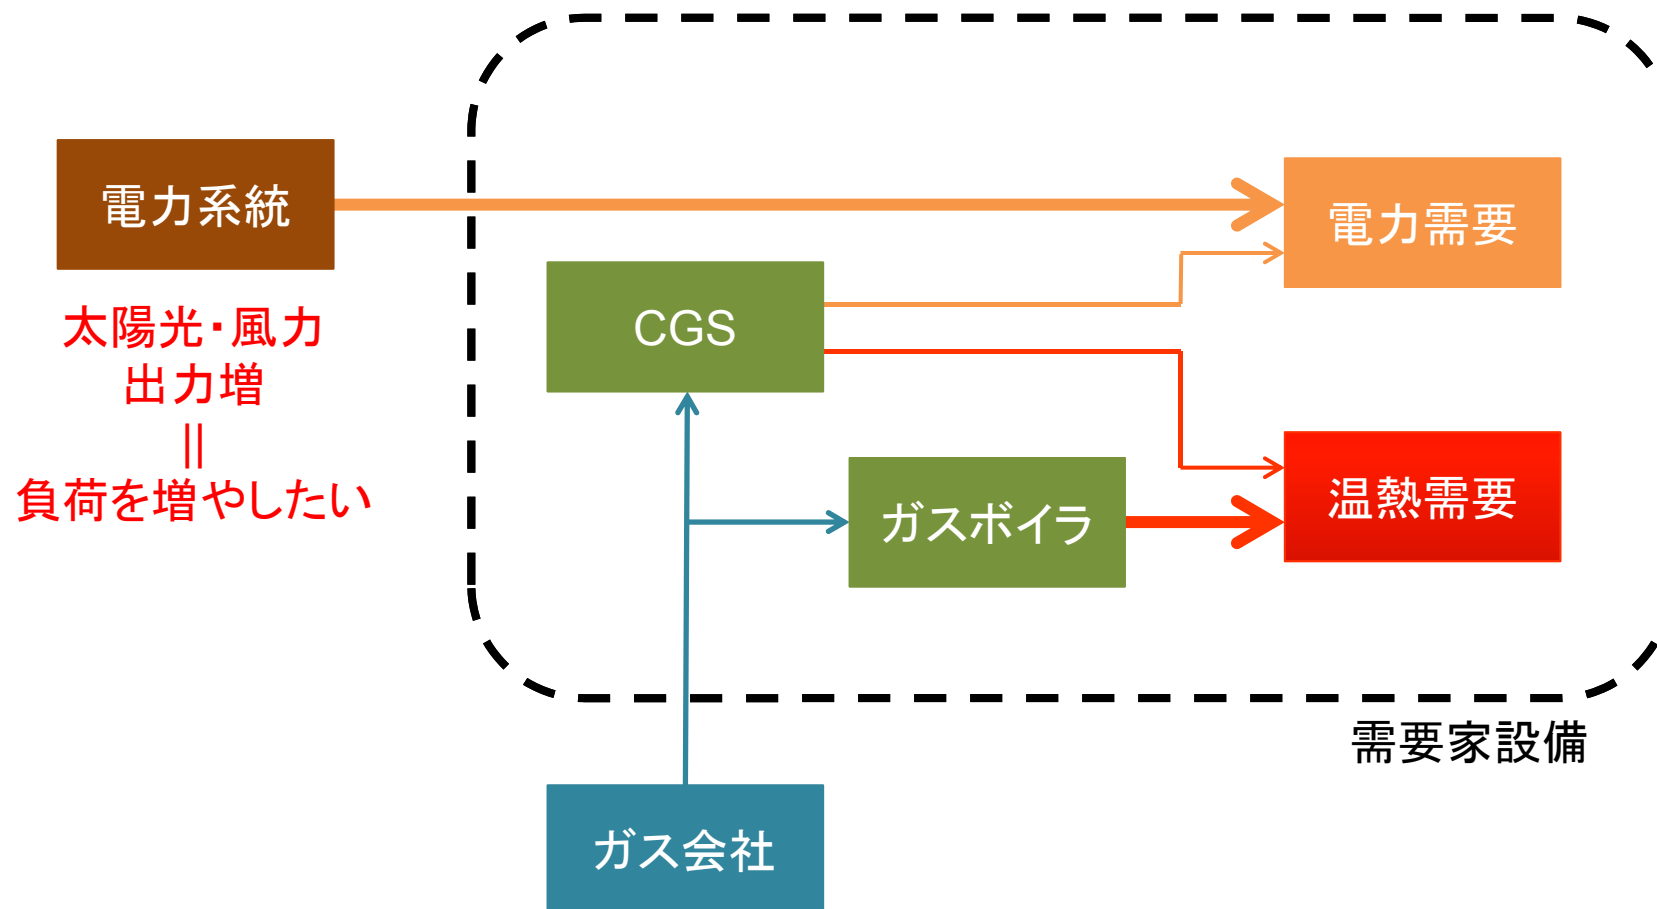 電力系統
太陽光・風力
出力増
||
負荷を増やしたい
CGS
ガスボイラ
電力需要
温熱需要
需要家設備
ガス会社